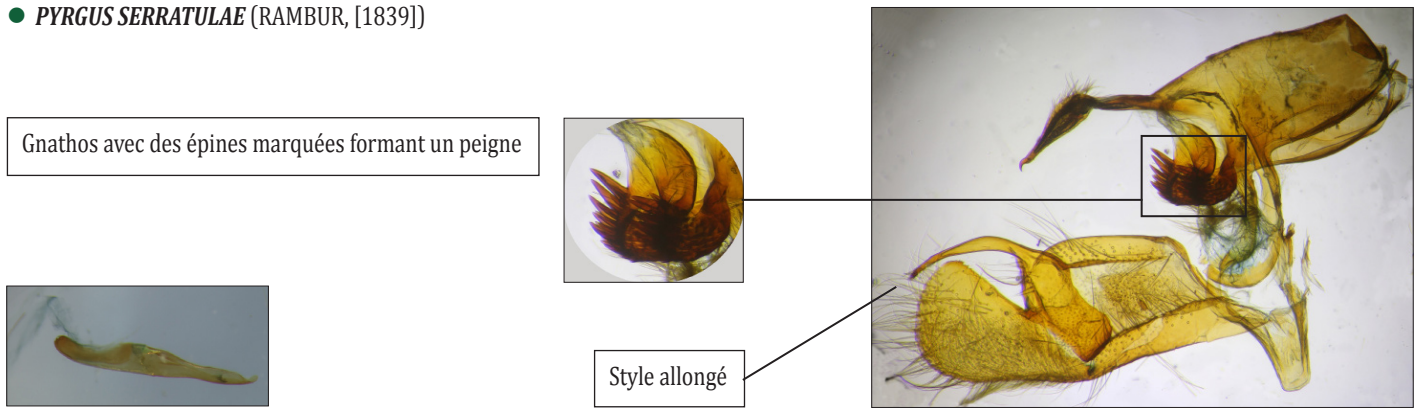 ● PYRGUS SERRATULAE (RAMBUR, [1839])
Gnathos avec des épines marquées formant un peigne
Style allongé